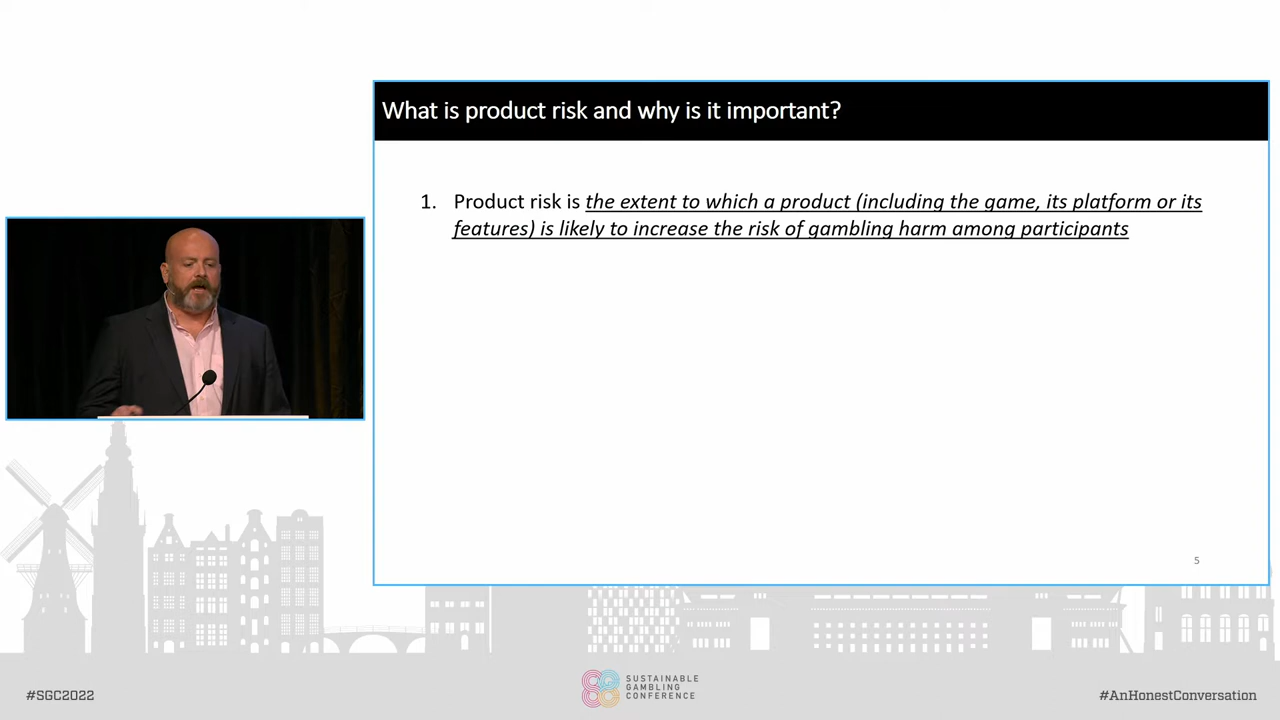 What is product risk and why is it important?
1. Product risk is the extent to which a product (including the game, its platform or its
features) is likely to increase the risk of gambling harm among participants
5
#SGC2022
SUSTAINABLE
GAMBLING
CONFERENCE
#AnHonestConversation